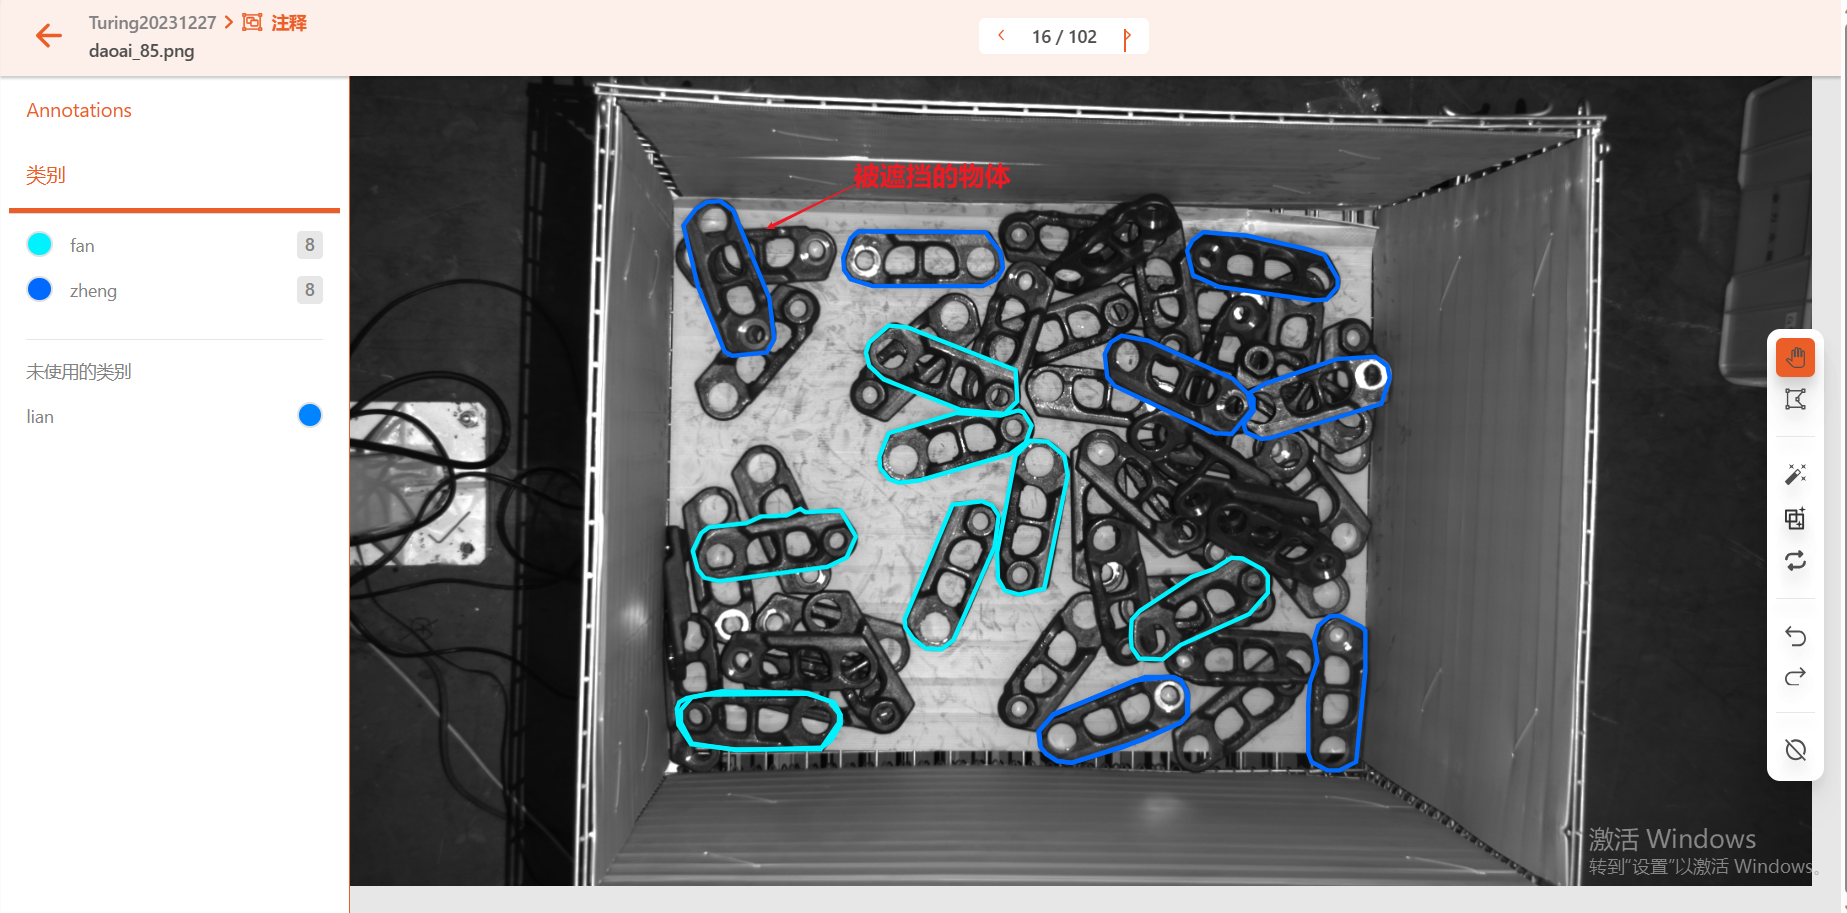 Turing20231227 > 注释
daoai_85.png
16 / 102
Annotations
类别
fan 8
zheng 8
未使用的类别
lian
被遮挡的物体
激活 Windows
转到“设置”以激活 Windows。